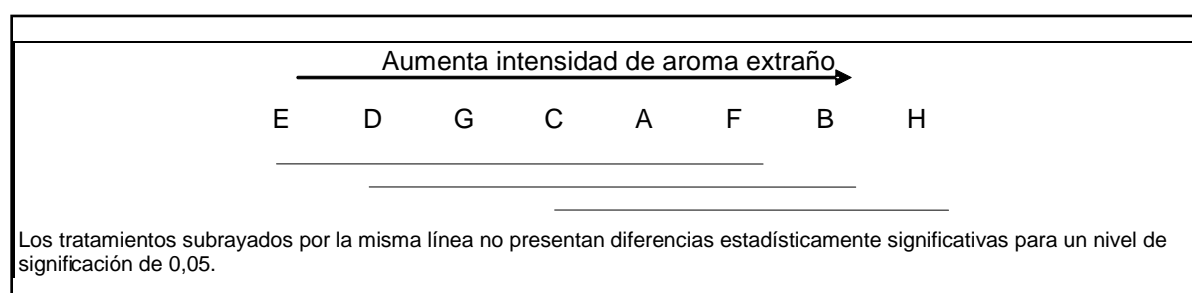 Aumenta intensidad de aroma extraño
E D G C A F B H
Los tratamientos subrayados por la misma línea no presentan diferencias estadísticamente significativas para un nivel de
significación de 0,05.